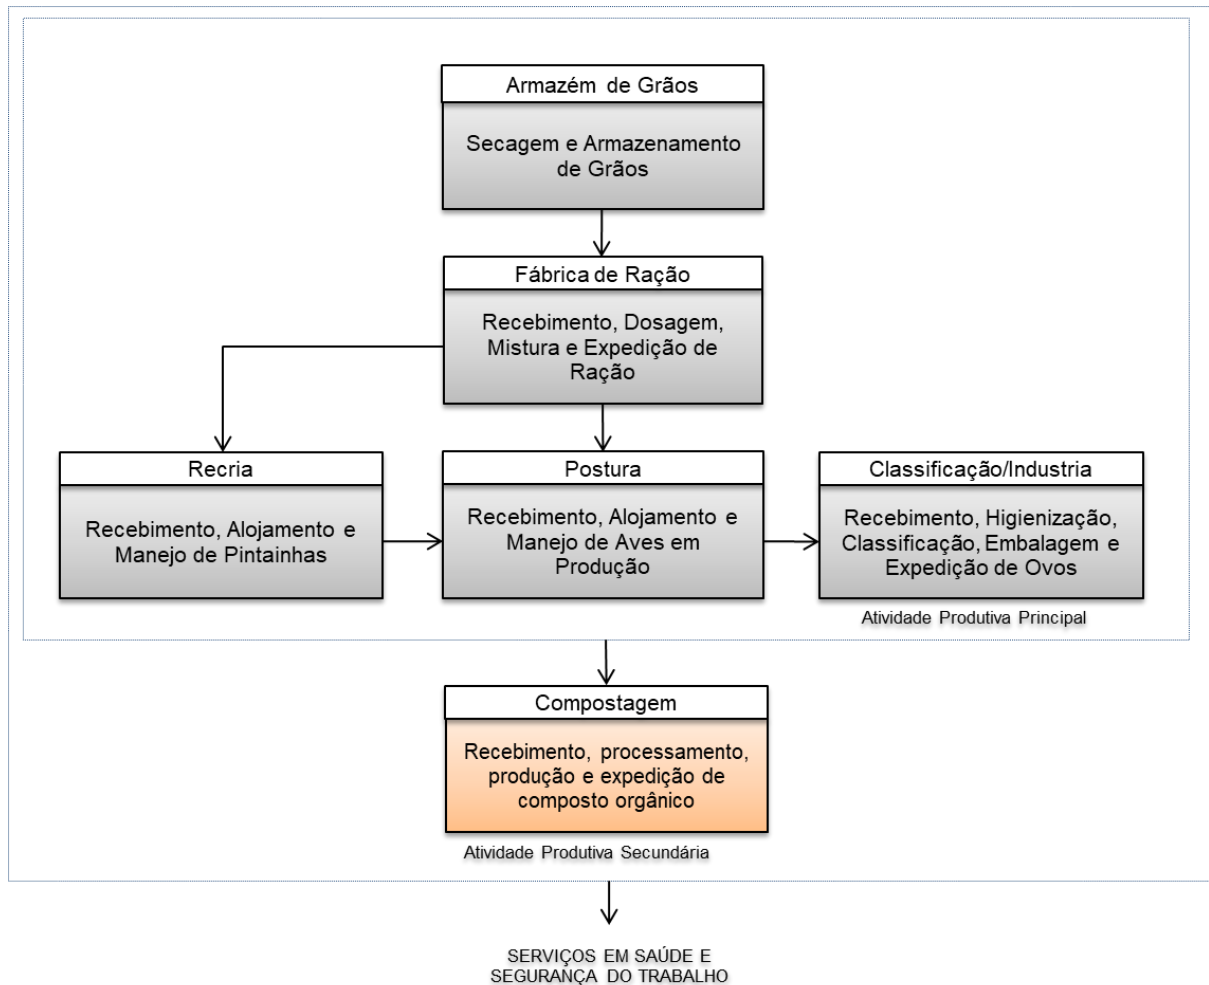 Armazém de Grãos
Secagem e Armazenamento
de Grãos
Fábrica de Ração
Recebimento, Dosagem,
Mistura e Expedição de
Ração
Recria
Recebimento, Alojamento e
Manejo de Pintainhas
Postura
Recebimento, Alojamento e
Manejo de Aves em
Produção
Classificação/Industria
Recebimento, Higienização,
Classificação, Embalagem e
Expedição de Ovos
Atividade Produtiva Principal
Compostagem
Recebimento, processamento,
produção e expedição de
composto orgânico
Atividade Produtiva Secundária
SERVIÇOS EM SAÚDE E
SEGURANÇA DO TRABALHO